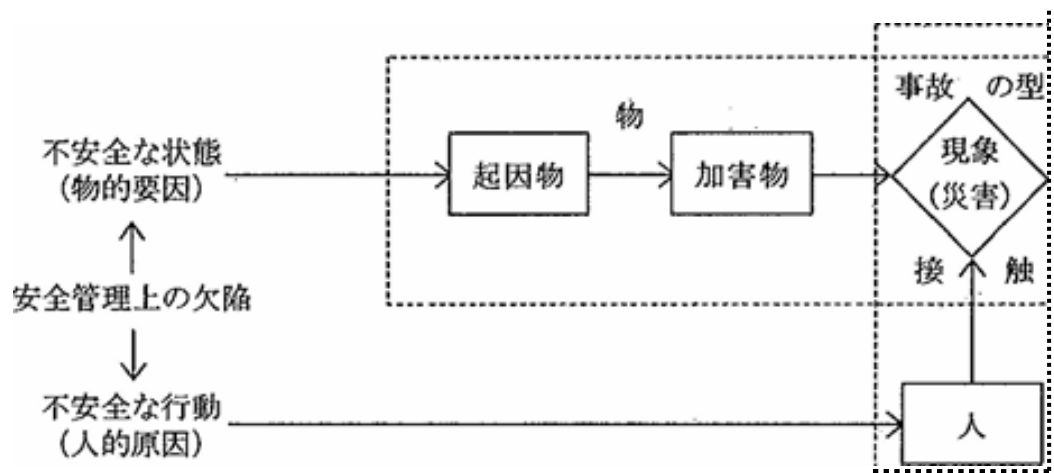 事故 の型
物
現象
(災害)
不安全な状態
(物的要因)
起因物
加害物
接 触
安全管理上の欠陥
不安全な行動
(人的原因)
人